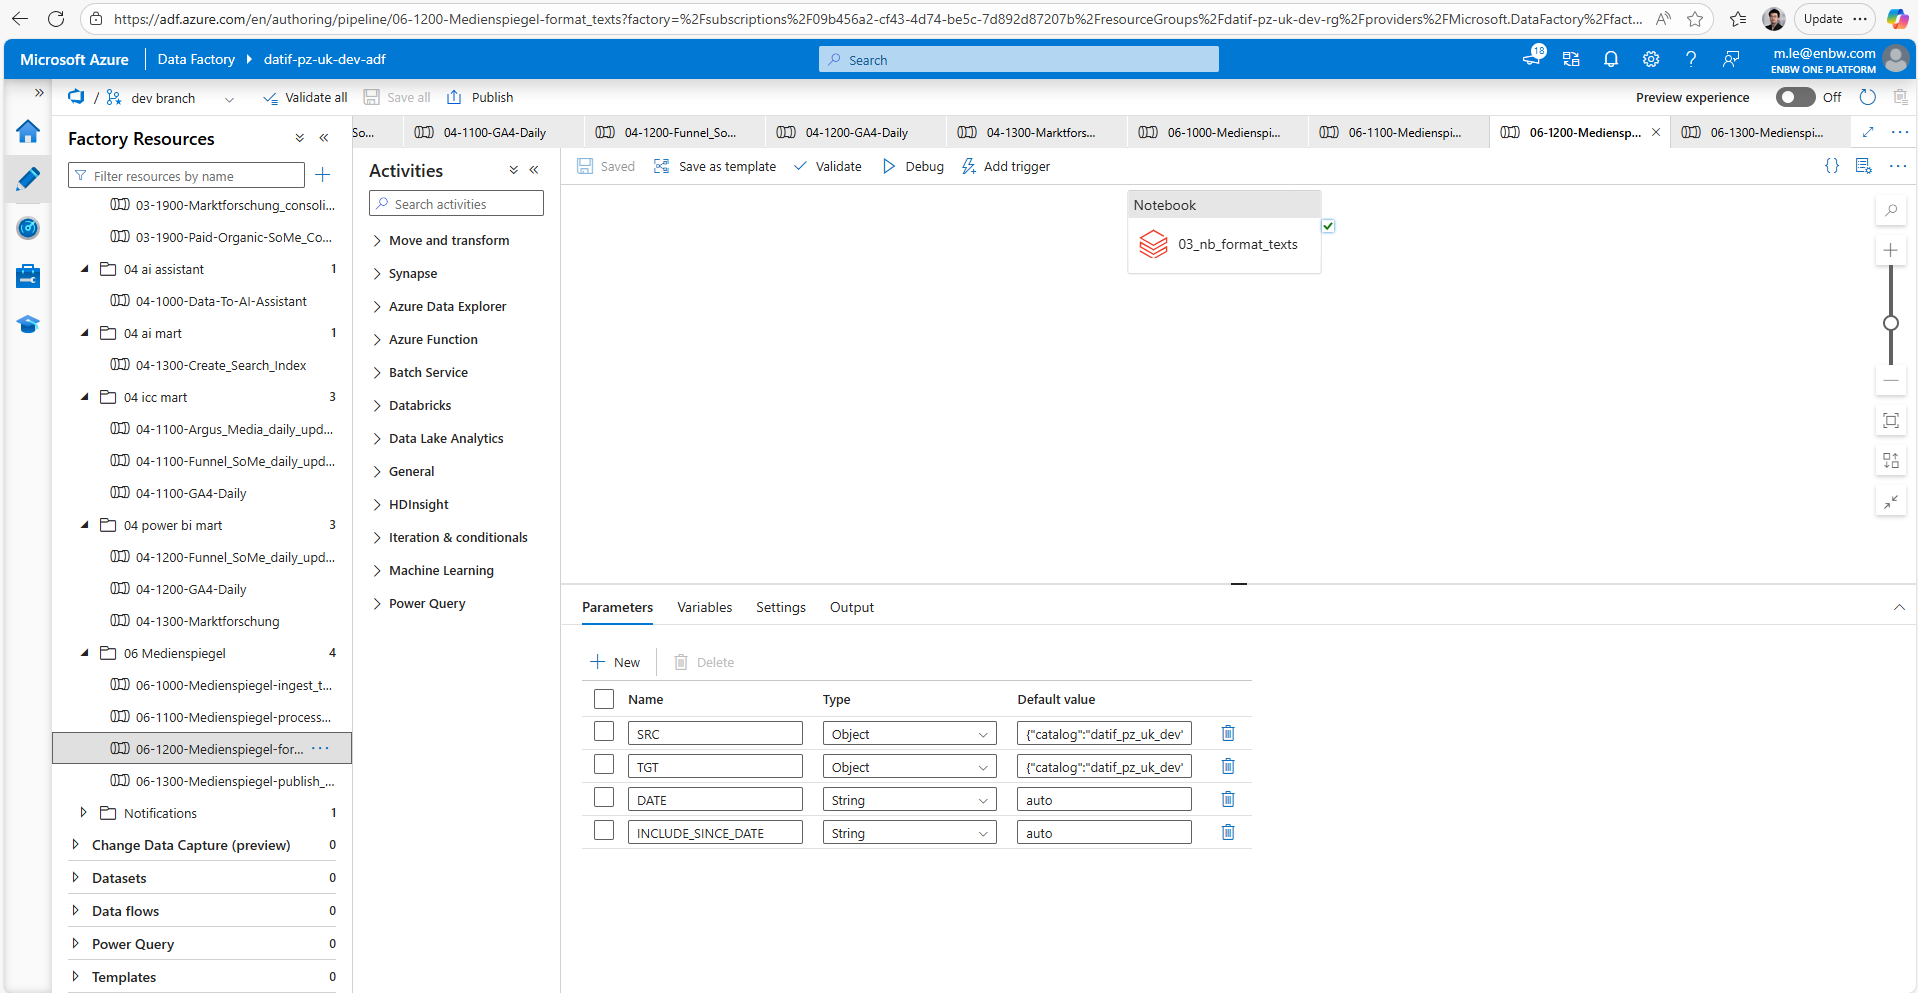 https://adf.azure.com/en/authoring/pipeline/06-1200-Medienspiegel-format_texts?factory=%2Fsubscriptions%2F09b456a2-cf43-4d74-be5c-7d892d87207b%2FresourceGroups%2Fdatif-pz-uk-dev-rg%2Fproviders%2FMicrosoft.DataFactory%2Ffact...
Update
Microsoft Azure
Data Factory
datif-pz-uk-dev-adf
Search
18
m.le@enbw.com
ENBW ONE PLATFORM
/ dev branch
Validate all
Save all
Publish
Preview experience
Off
Factory Resources
Filter resources by name
03-1900-Marktforschung_consoli...
03-1900-Paid-Organic-SoMe_Co...
04 ai assistant 1
04-1000-Data-To-AI-Assistant
04 ai mart 1
04-1300-Create_Search_Index
04 icc mart 3
04-1100-Argus_Media_daily_upd...
04-1100-Funnel_SoMe_daily_upd...
04-1100-GA4-Daily
04 power bi mart 3
04-1200-Funnel_SoMe_daily_upd...
04-1200-GA4-Daily
04-1300-Marktforschung
06 Medienspiegel 4
06-1000-Medienspiegel-ingest_t...
06-1100-Medienspiegel-process...
06-1200-Medienspiegel-for...
06-1300-Medienspiegel-publish_...
Notifications 1
Change Data Capture (preview) 0
Datasets 0
Data flows 0
Power Query 0
Templates 0
So...
04-1100-GA4-Daily
04-1200-Funnel_So...
04-1200-GA4-Daily
04-1300-Marktfors...
06-1000-Medienspi...
06-1100-Medienspi...
06-1200-Mediensp...
06-1300-Medienspi...
Activities
Search activities
Move and transform
Synapse
Azure Data Explorer
Azure Function
Batch Service
Databricks
Data Lake Analytics
General
HDInsight
Iteration & conditionals
Machine Learning
Power Query
Saved
Save as template
Validate
Debug
Add trigger
{}
Notebook
03_nb_format_texts
Parameters
Variables
Settings
Output
New
Delete
Name Type Default value
SRC Object {"catalog":"datif_pz_uk_dev"
TGT Object {"catalog":"datif_pz_uk_dev"
DATE String auto
INCLUDE_SINCE_DATE String auto